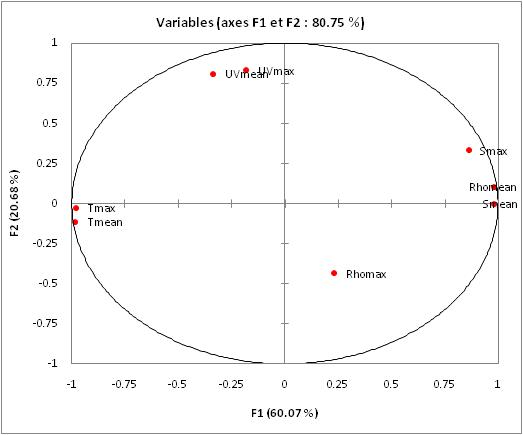 Variables (axes F1 et F2 : 80.75 %)
1
0.75
0.5
0.25
0
-0.25
-0.5
-0.75
-1
F2 (20.68 %)
UVmean
UVmax
Smax
Rhomean
Smean
Tmax
Tmean
Rhomax
-1 -0.75 -0.5 -0.25 0 0.25 0.5 0.75 1
F1 (60.07 %)